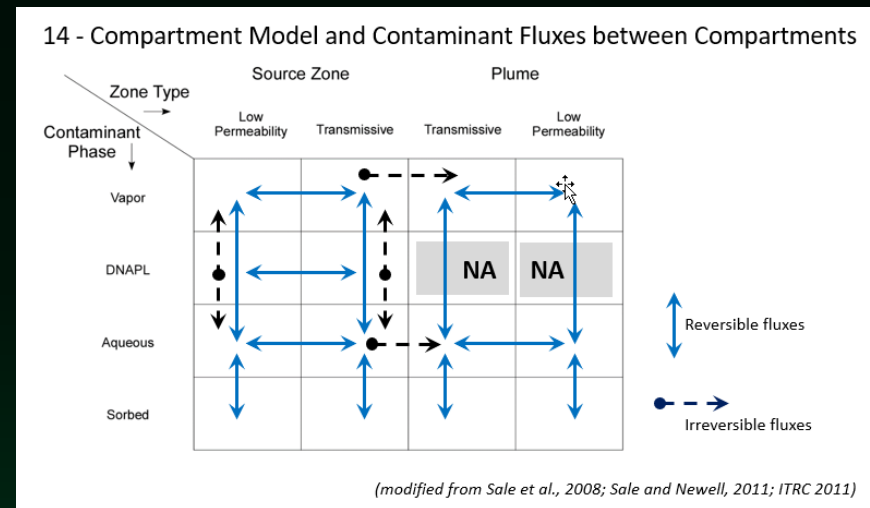 14 - Compartment Model and Contaminant Fluxes between Compartments
Source Zone
Plume
Zone Type
Contaminant
Phase
Low
Permeability
Transmissive
Transmissive
Low
Permeability
Vapor
DNAPL
NA
NA
Aqueous
Sorbed
Reversible fluxes
Irreversible fluxes
(modified from Sale et al., 2008; Sale and Newell, 2011; ITRC 2011)